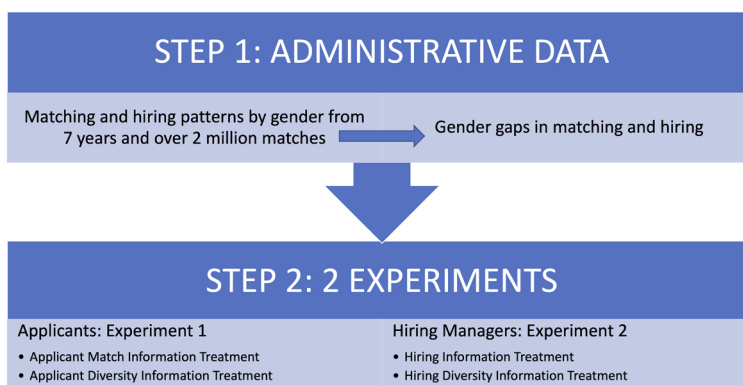 STEP 1: ADMINISTRATIVE DATA
Matching and hiring patterns by gender from
7 years and over 2 million matches
Gender gaps in matching and hiring
STEP 2: 2 EXPERIMENTS
Applicants: Experiment 1
• Applicant Match Information Treatment
• Applicant Diversity Information Treatment
Hiring Managers: Experiment 2
• Hiring Information Treatment
• Hiring Diversity Information Treatment